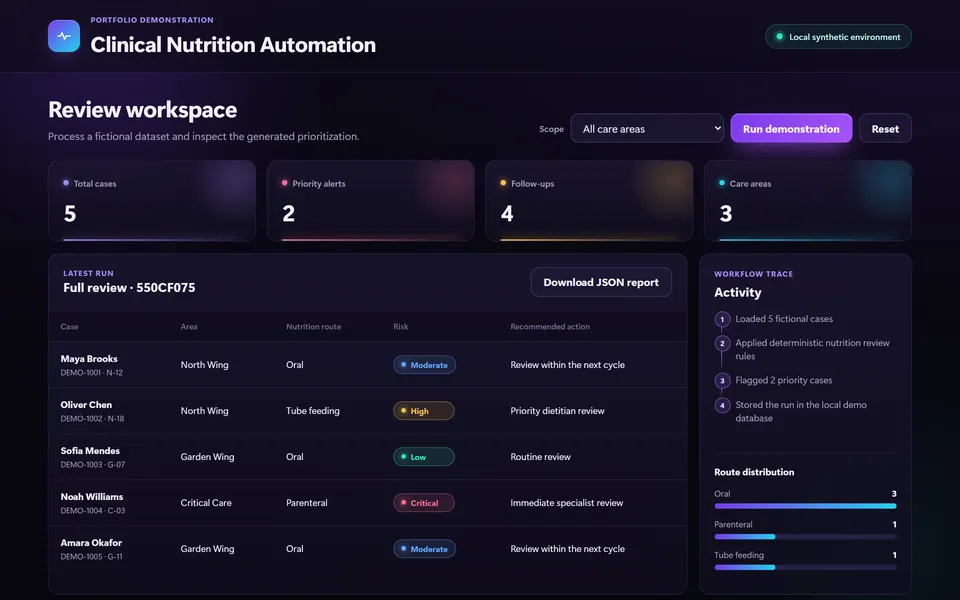 PORTFOLIO DEMONSTRATION
Clinical Nutrition Automation
Local synthetic environment
Review workspace
Process a fictional dataset and inspect the generated prioritization.
Scope
All care areas
Run demonstration
Reset
Total cases
5
Priority alerts
2
Follow-ups
4
Care areas
3
LATEST RUN
Full review · 550CF075
Download JSON report
Case Area Nutrition route Risk Recommended action
Maya Brooks
DEMO-1001 · N-12
North Wing Oral Moderate Review within the next cycle
Oliver Chen
DEMO-1002 · N-18
North Wing Tube feeding High Priority dietitian review
Sofia Mendes
DEMO-1003 · G-07
Garden Wing Oral Low Routine review
Noah Williams
DEMO-1004 · C-03
Critical Care Parenteral Critical Immediate specialist review
Amara Okafor
DEMO-1005 · G-11
Garden Wing Oral Moderate Review within the next cycle
WORKFLOW TRACE
Activity
1 Loaded 5 fictional cases
2 Applied deterministic nutrition review
rules
3 Flagged 2 priority cases
4 Stored the run in the local demo
database
Route distribution
Oral 3
Parenteral 1
Tube feeding 1